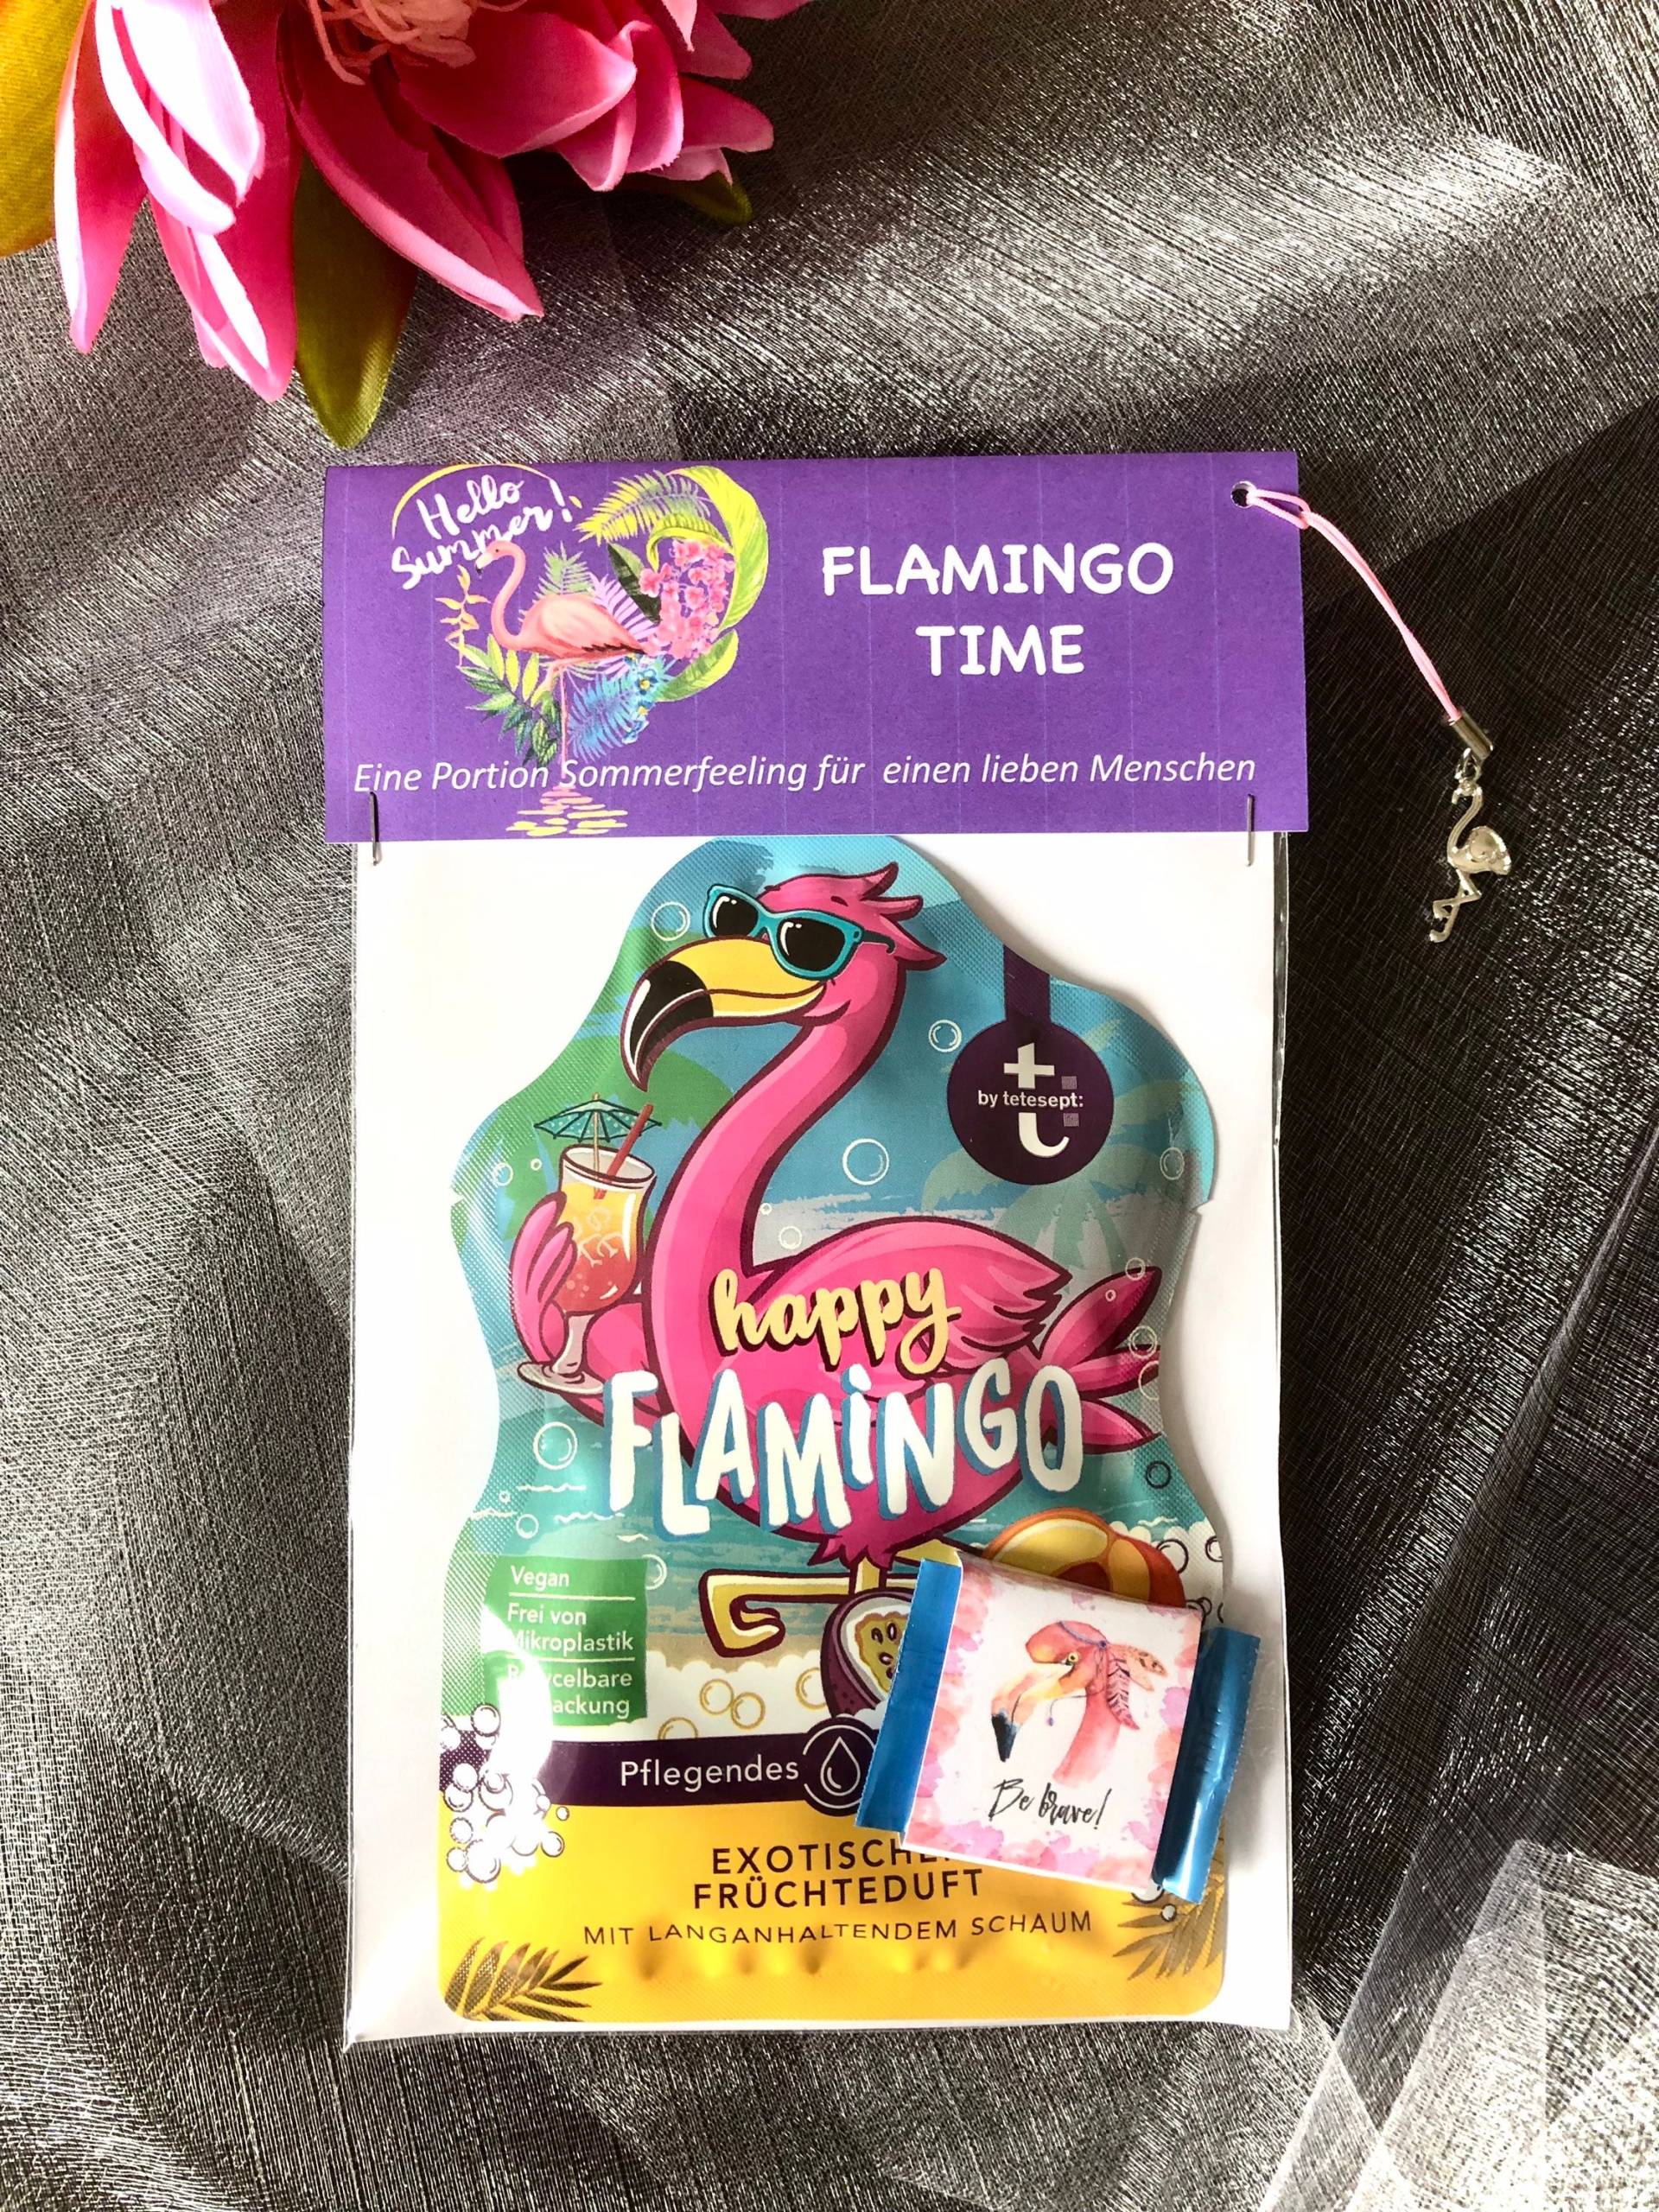 Hello
Summer!
FLAMINGO
TIME
Eine Portion Sommerfeeling für einen lieben Menschen
t
by tetesept:
happy
FLAMINGO
Vegan
Frei von
Mikroplastik
Be brave!
Pflegendes
FRÜCHTEDUFT
MIT LANGANHALTENDEM SCHAUM